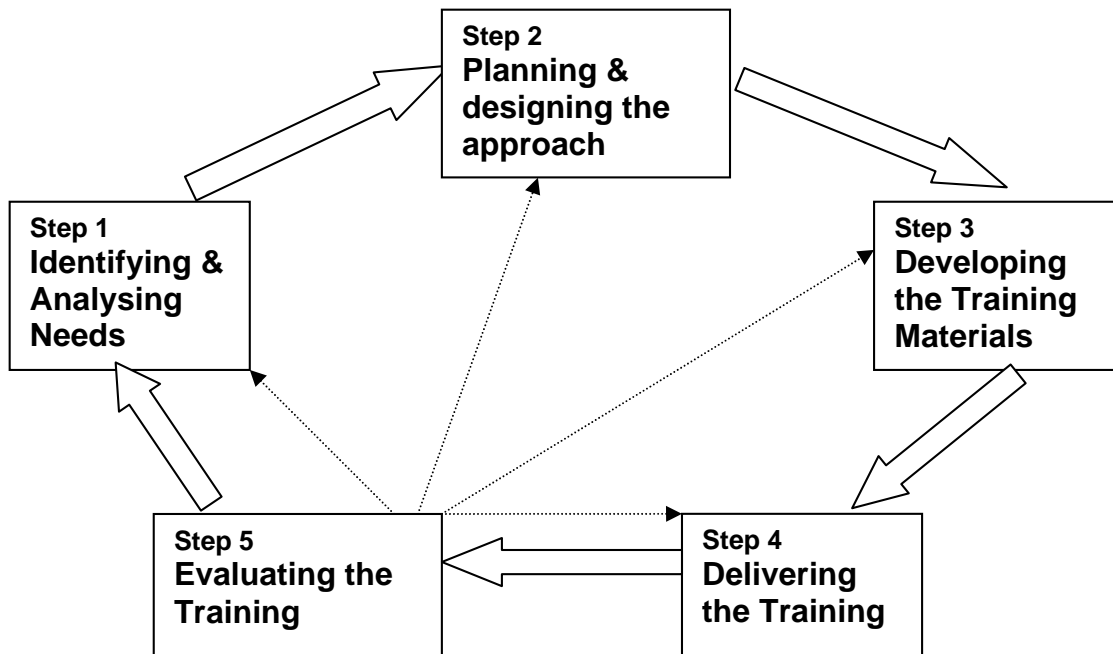 Step 1
Identifying &
Analysing
Needs
Step 2
Planning &
designing the
approach
Step 3
Developing
the Training
Materials
Step 4
Delivering
the Training
Step 5
Evaluating the
Training